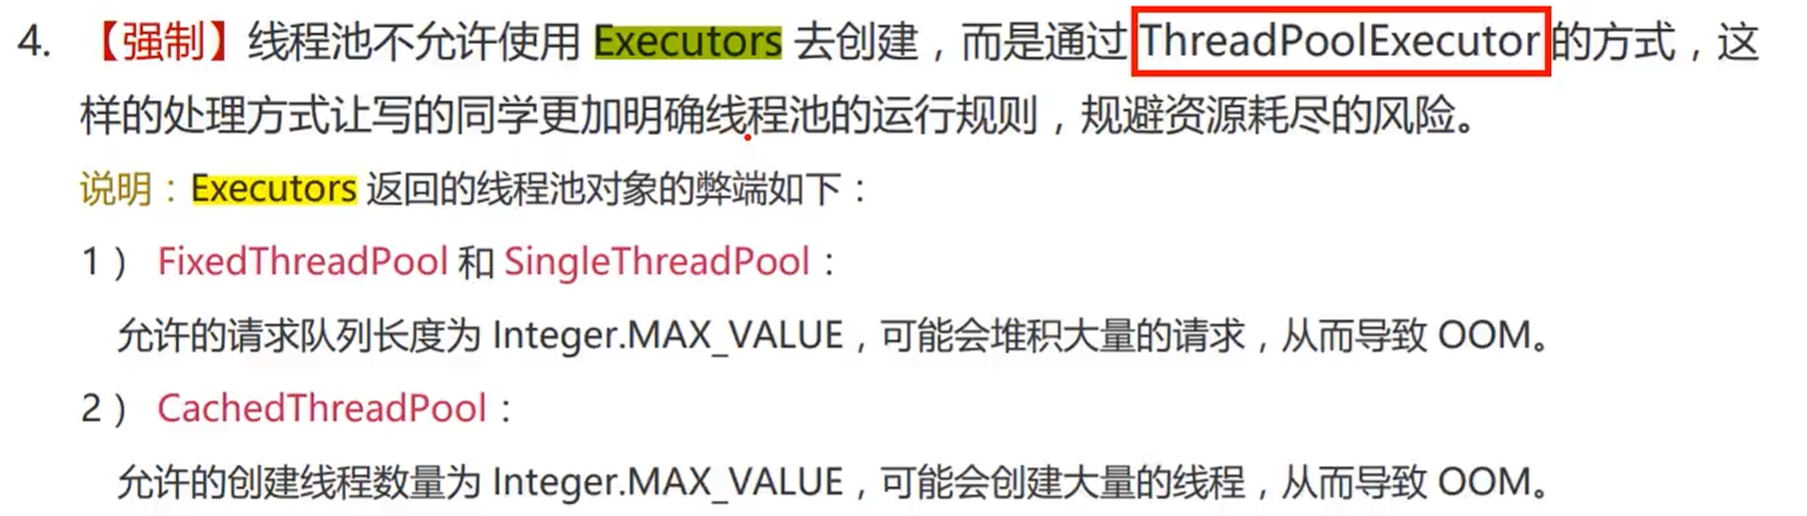 4. 【强制】线程池不允许使用 Executors 去创建，而是通过 ThreadPoolExecutor 的方式，这
样的处理方式让写的同学更加明确线程池的运行规则，规避资源耗尽的风险。
说明：Executors 返回的线程池对象的弊端如下：
1） FixedThreadPool 和 SingleThreadPool：
允许的请求队列长度为 Integer.MAX_VALUE，可能会堆积大量的请求，从而导致 OOM。
2） CachedThreadPool：
允许的创建线程数量为 Integer.MAX_VALUE，可能会创建大量的线程，从而导致 OOM。